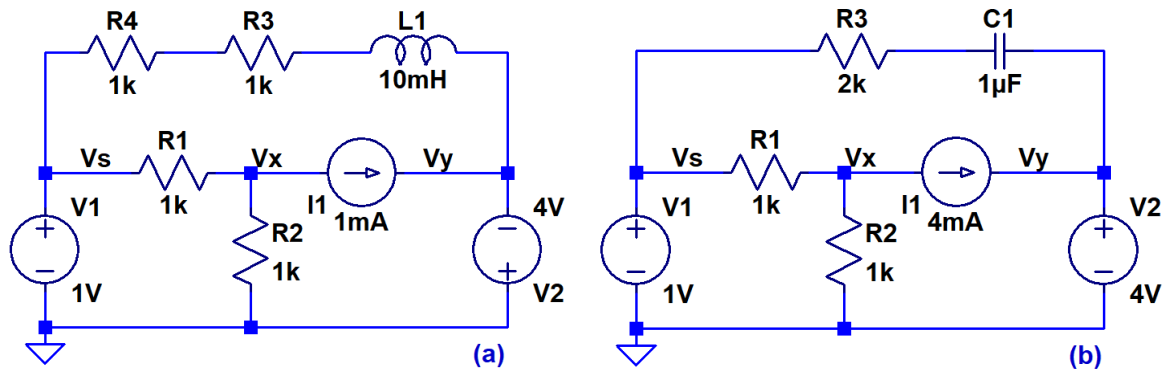 R4 R3 L1
1k 1k 10mH
Vs R1 Vx Vy
1k I1 1mA
V1 R2 4V
+ 1k −
− +
1V V2
(a)
R3 C1
2k 1µF
Vs R1 Vx Vy
1k I1 4mA
V1 R2 V2
+ 1k +
− −
1V 4V
(b)